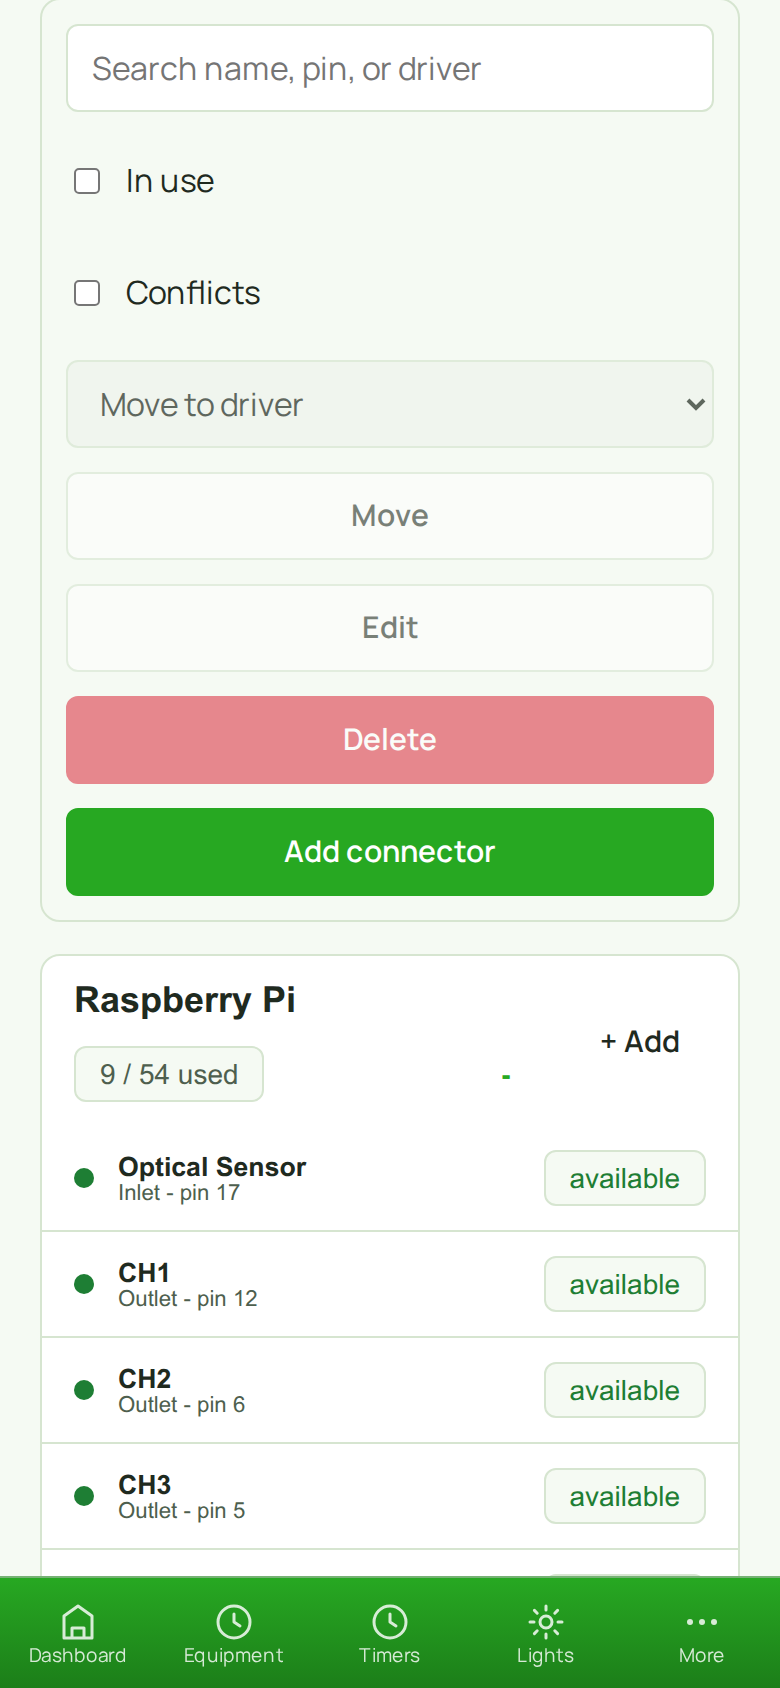 Search name, pin, or driver
In use
Conflicts
Move to driver
Move
Edit
Delete
Add connector
Raspberry Pi
+ Add
9 / 54 used
-
Optical Sensor
Inlet - pin 17
available
CH1
Outlet - pin 12
available
CH2
Outlet - pin 6
available
CH3
Outlet - pin 5
available
Dashboard
Equipment
Timers
Lights
More